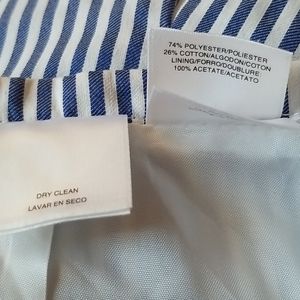 74% POLYESTER/POLIESTER
26% COTTON/ALGODON/COTON
LINING/FORRO/DOUBLURE:
100% ACETATE/ACETATO
DRY CLEAN
LAVAR EN SECO